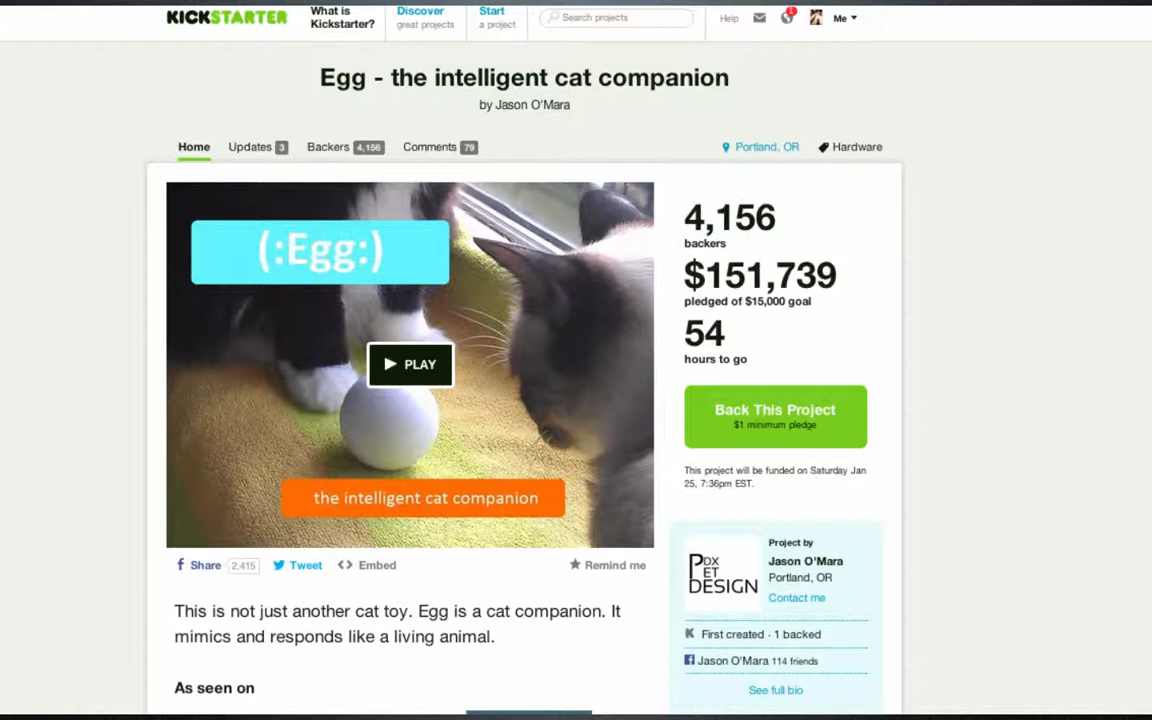 KICKSTARTER
What is
Kickstarter?
Discover
great projects
Start
a project
Search projects
Help
1
Me
Egg - the intelligent cat companion
by Jason O'Mara
Home
Updates 3
Backers 4,156
Comments 79
Portland, OR
Hardware
(:Egg:)
PLAY
the intelligent cat companion
4,156
backers
$151,739
pledged of $15,000 goal
54
hours to go
Back This Project
$1 minimum pledge
This project will be funded on Saturday Jan
25, 7:36pm EST.
Share 2,415
Tweet
Embed
Remind me
This is not just another cat toy. Egg is a cat companion. It
mimics and responds like a living animal.
As seen on
PDX
PET
DESIGN
Project by
Jason O'Mara
Portland, OR
Contact me
K First created · 1 backed
Jason O'Mara 114 friends
See full bio